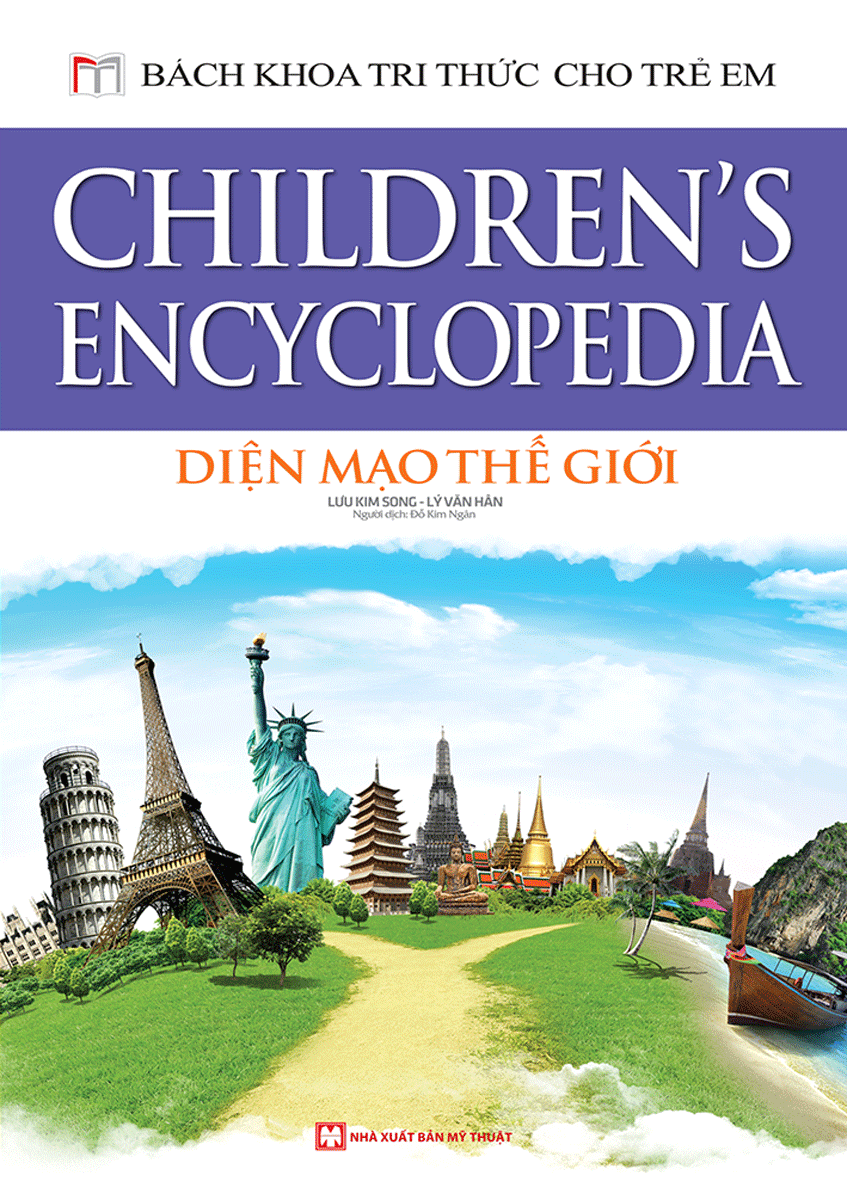 BÁCH KHOA TRI THỨC CHO TRẺ EM
CHILDREN'S
ENCYCLOPEDIA
DIỆN MẠO THẾ GIỚI
LƯU KIM SONG - LÝ VĂN HÂN
Người dịch: Đỗ Kim Ngân
NHÀ XUẤT BẢN MỸ THUẬT